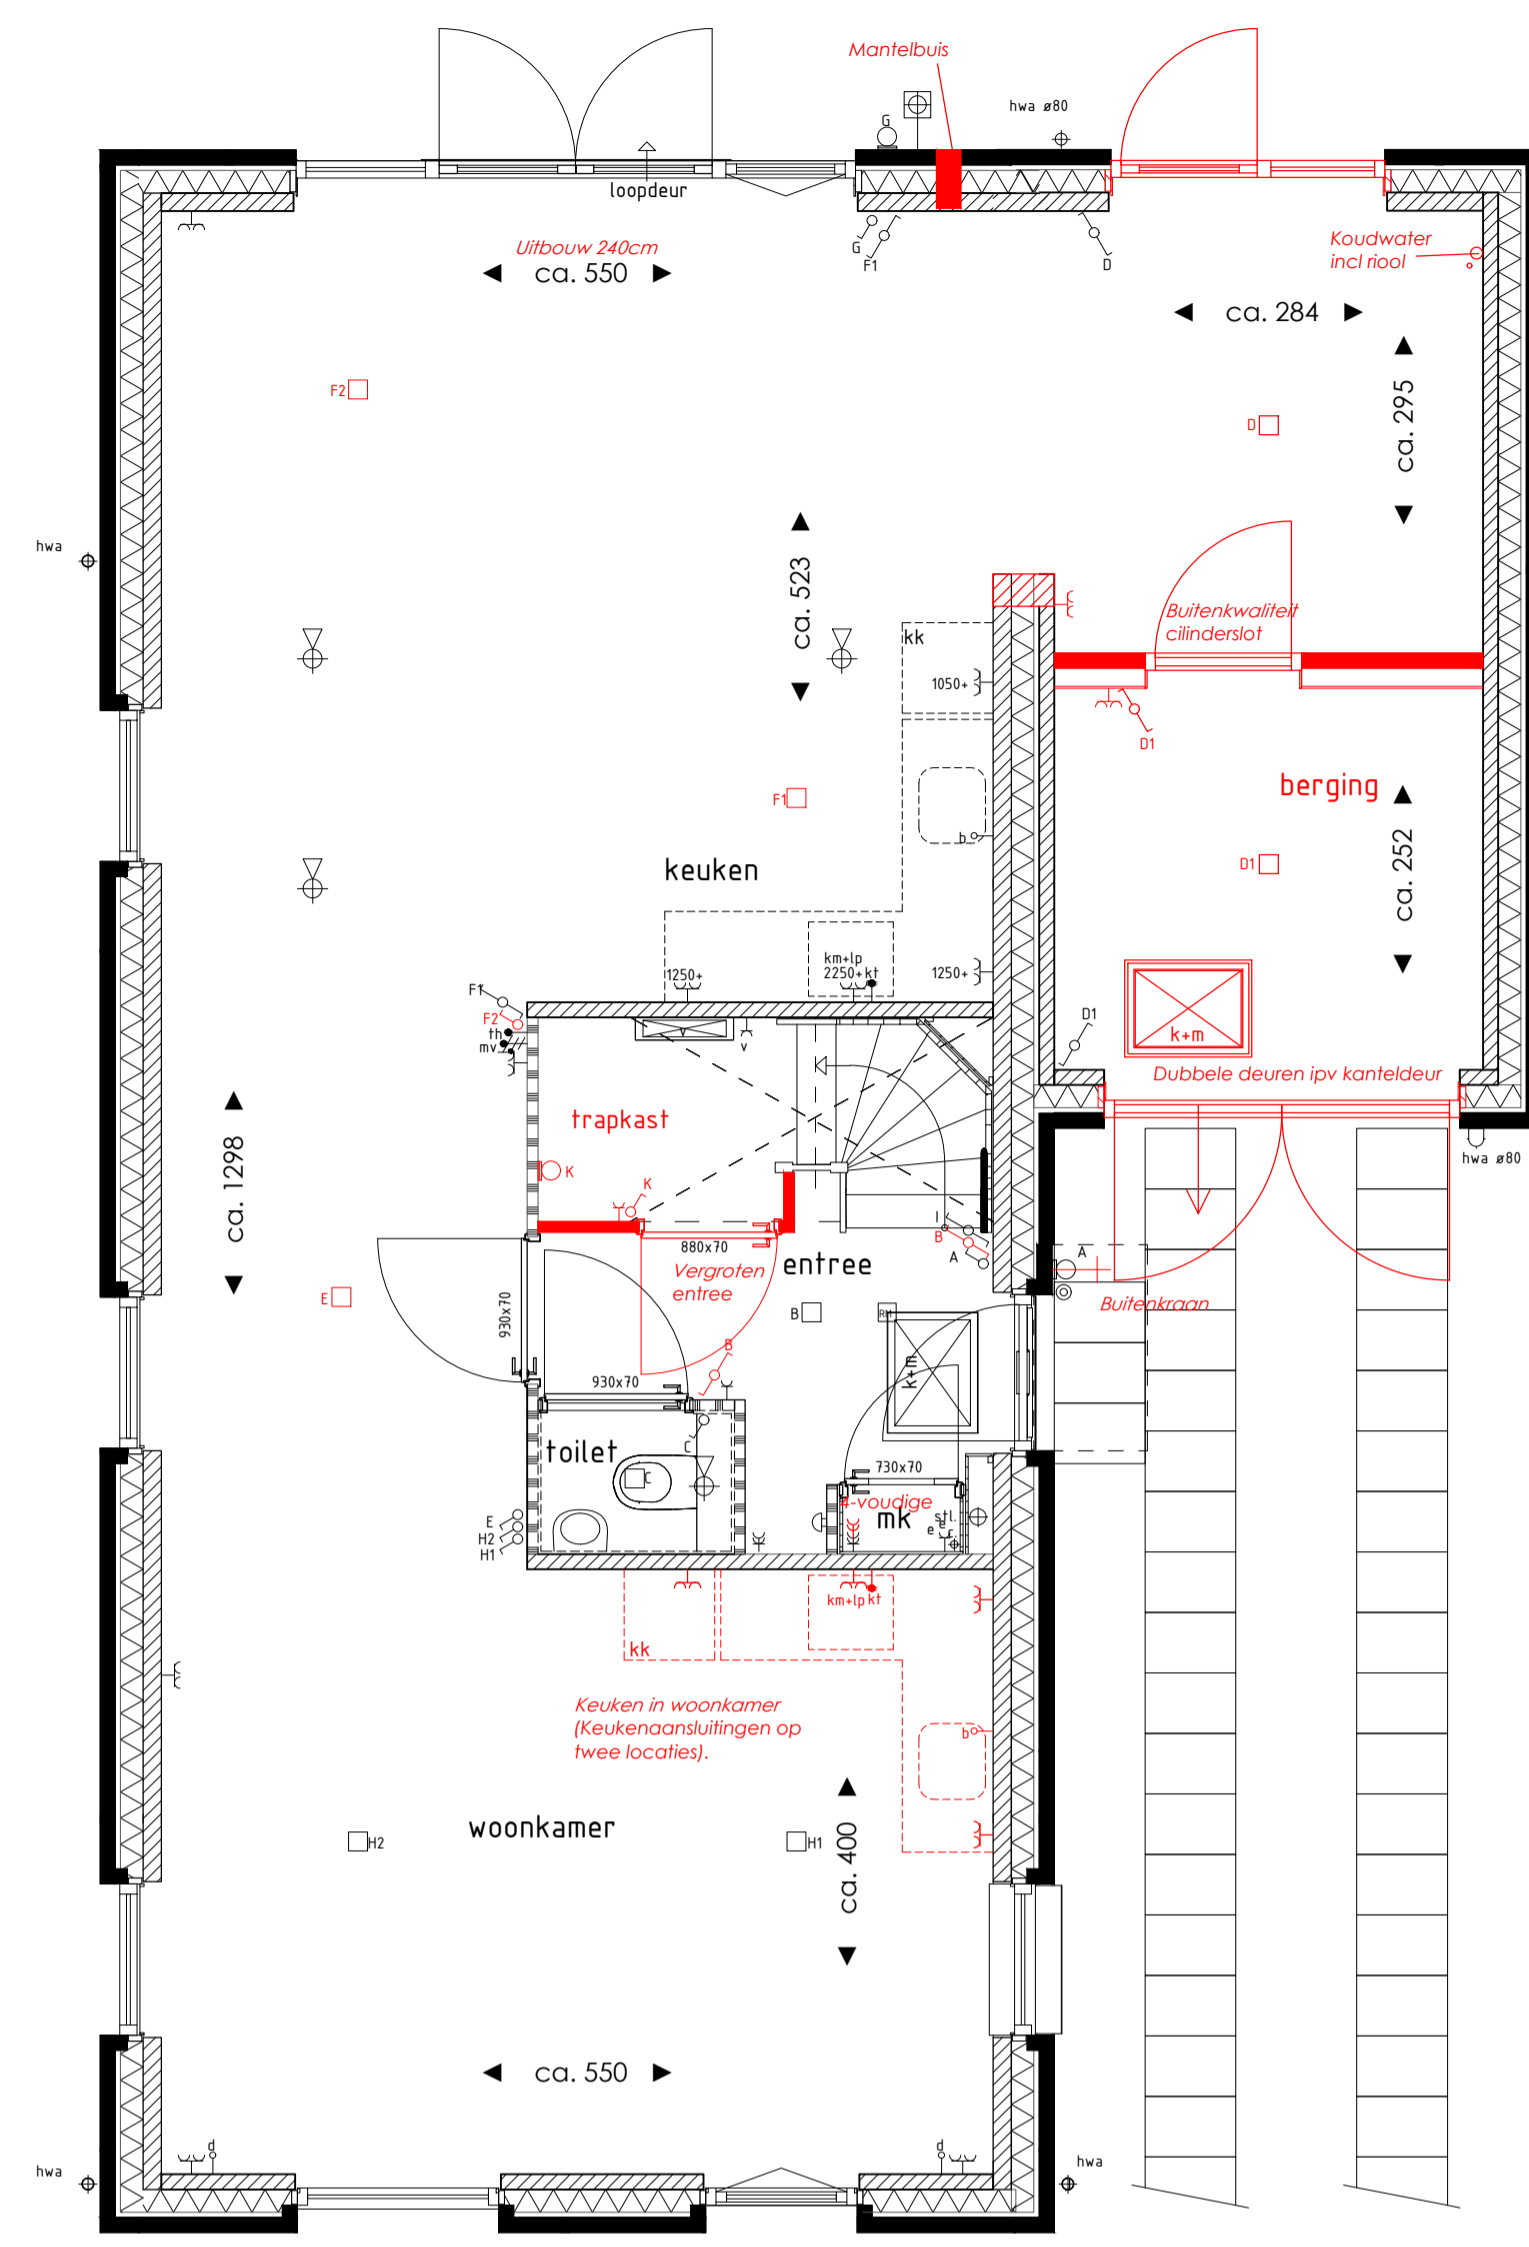 Mantelbuis
hwa ø80
G
loopdeur
Uitbouw 240cm
ca. 550
G
F1
D
Koudwater
incl riool
ca. 284
ca. 295
F2
D
hwa
ca. 523
Buitenkwaliteit
cilinderslot
kk
1050+
D1
F1
berging
b
keuken
D1
ca. 252
km+lp
1250+
2250+kt
1250+
F1
F2
th
mv
v
v
D1
k+m
Dubbele deuren ipv kanteldeur
trapkast
ca. 1298
hwa ø80
K
K
I
B
A
880x70
entree
Vergroten
entree
A
E
930x70
B
RM
Buitenkraan
B
930x70
k+m
toilet
C
C
730x70
4-voudige
mk
stl.
e
e
r.
E
H2
H1
km+lp kt
kk
Keuken in woonkamer
(Keukenaansluitingen op
twee locaties).
b
woonkamer
H2
H1
ca. 400
ca. 550
d
d
hwa
hwa